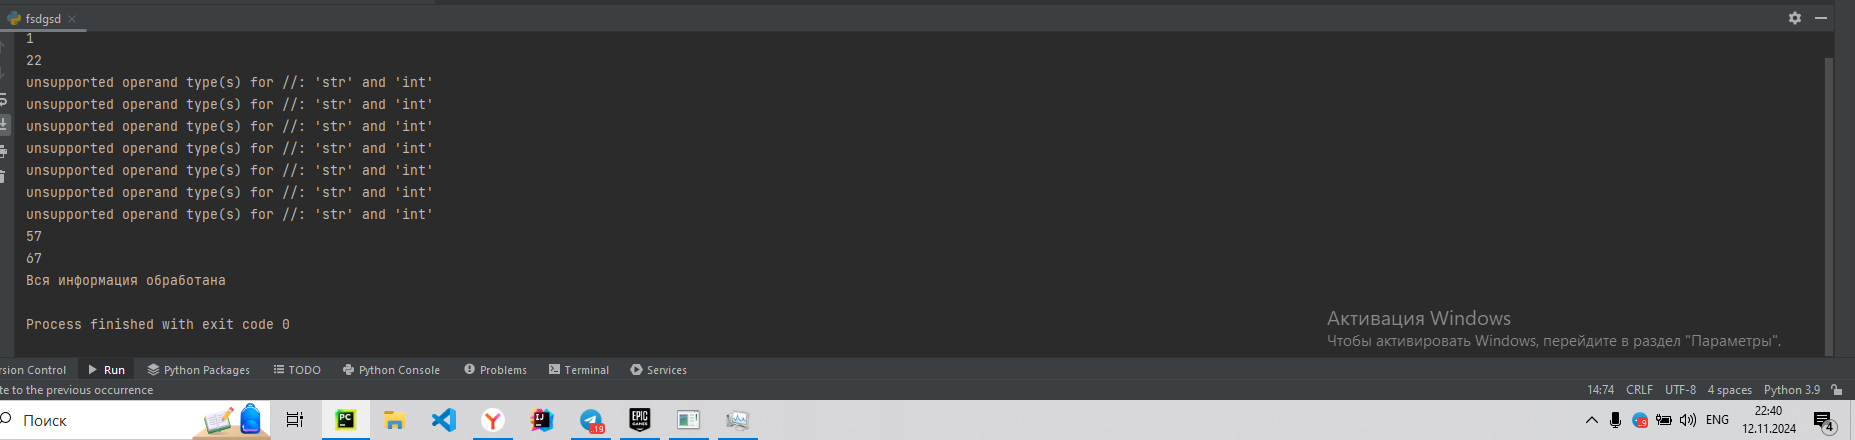 fsdgsd
1
22
unsupported operand type(s) for //: 'str' and 'int'
unsupported operand type(s) for //: 'str' and 'int'
unsupported operand type(s) for //: 'str' and 'int'
unsupported operand type(s) for //: 'str' and 'int'
unsupported operand type(s) for //: 'str' and 'int'
unsupported operand type(s) for //: 'str' and 'int'
unsupported operand type(s) for //: 'str' and 'int'
57
67
Вся информация обработана
Process finished with exit code 0
Активация Windows
Чтобы активировать Windows, перейдите в раздел "Параметры".
rsion Control Run Python Packages TODO Python Console Problems Terminal Services
te to the previous occurrence 14:74 CRLF UTF-8 4 spaces Python 3.9
Поиск PC IJ 19 EPIC GAMES 9 ENG 22:40
12.11.2024 4